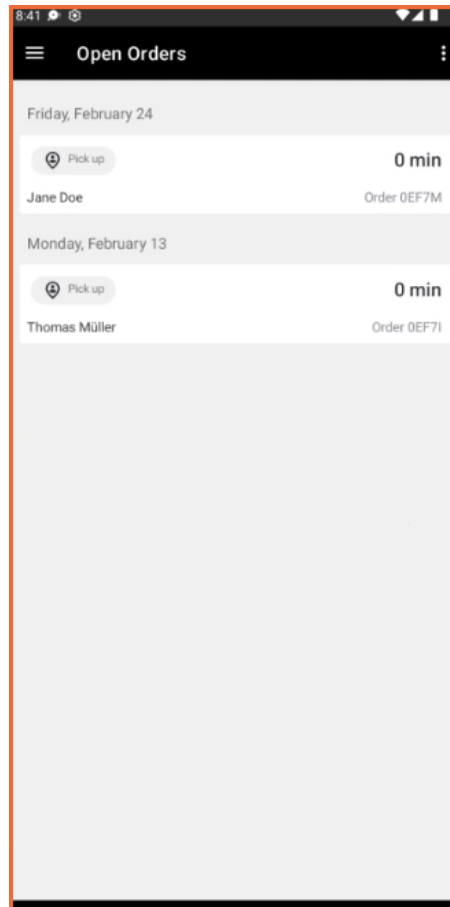 8:41
Open Orders
Friday, February 24
Pick up 0 min
Jane Doe Order 0EF7M
Monday, February 13
Pick up 0 min
Thomas Müller Order 0EF7I